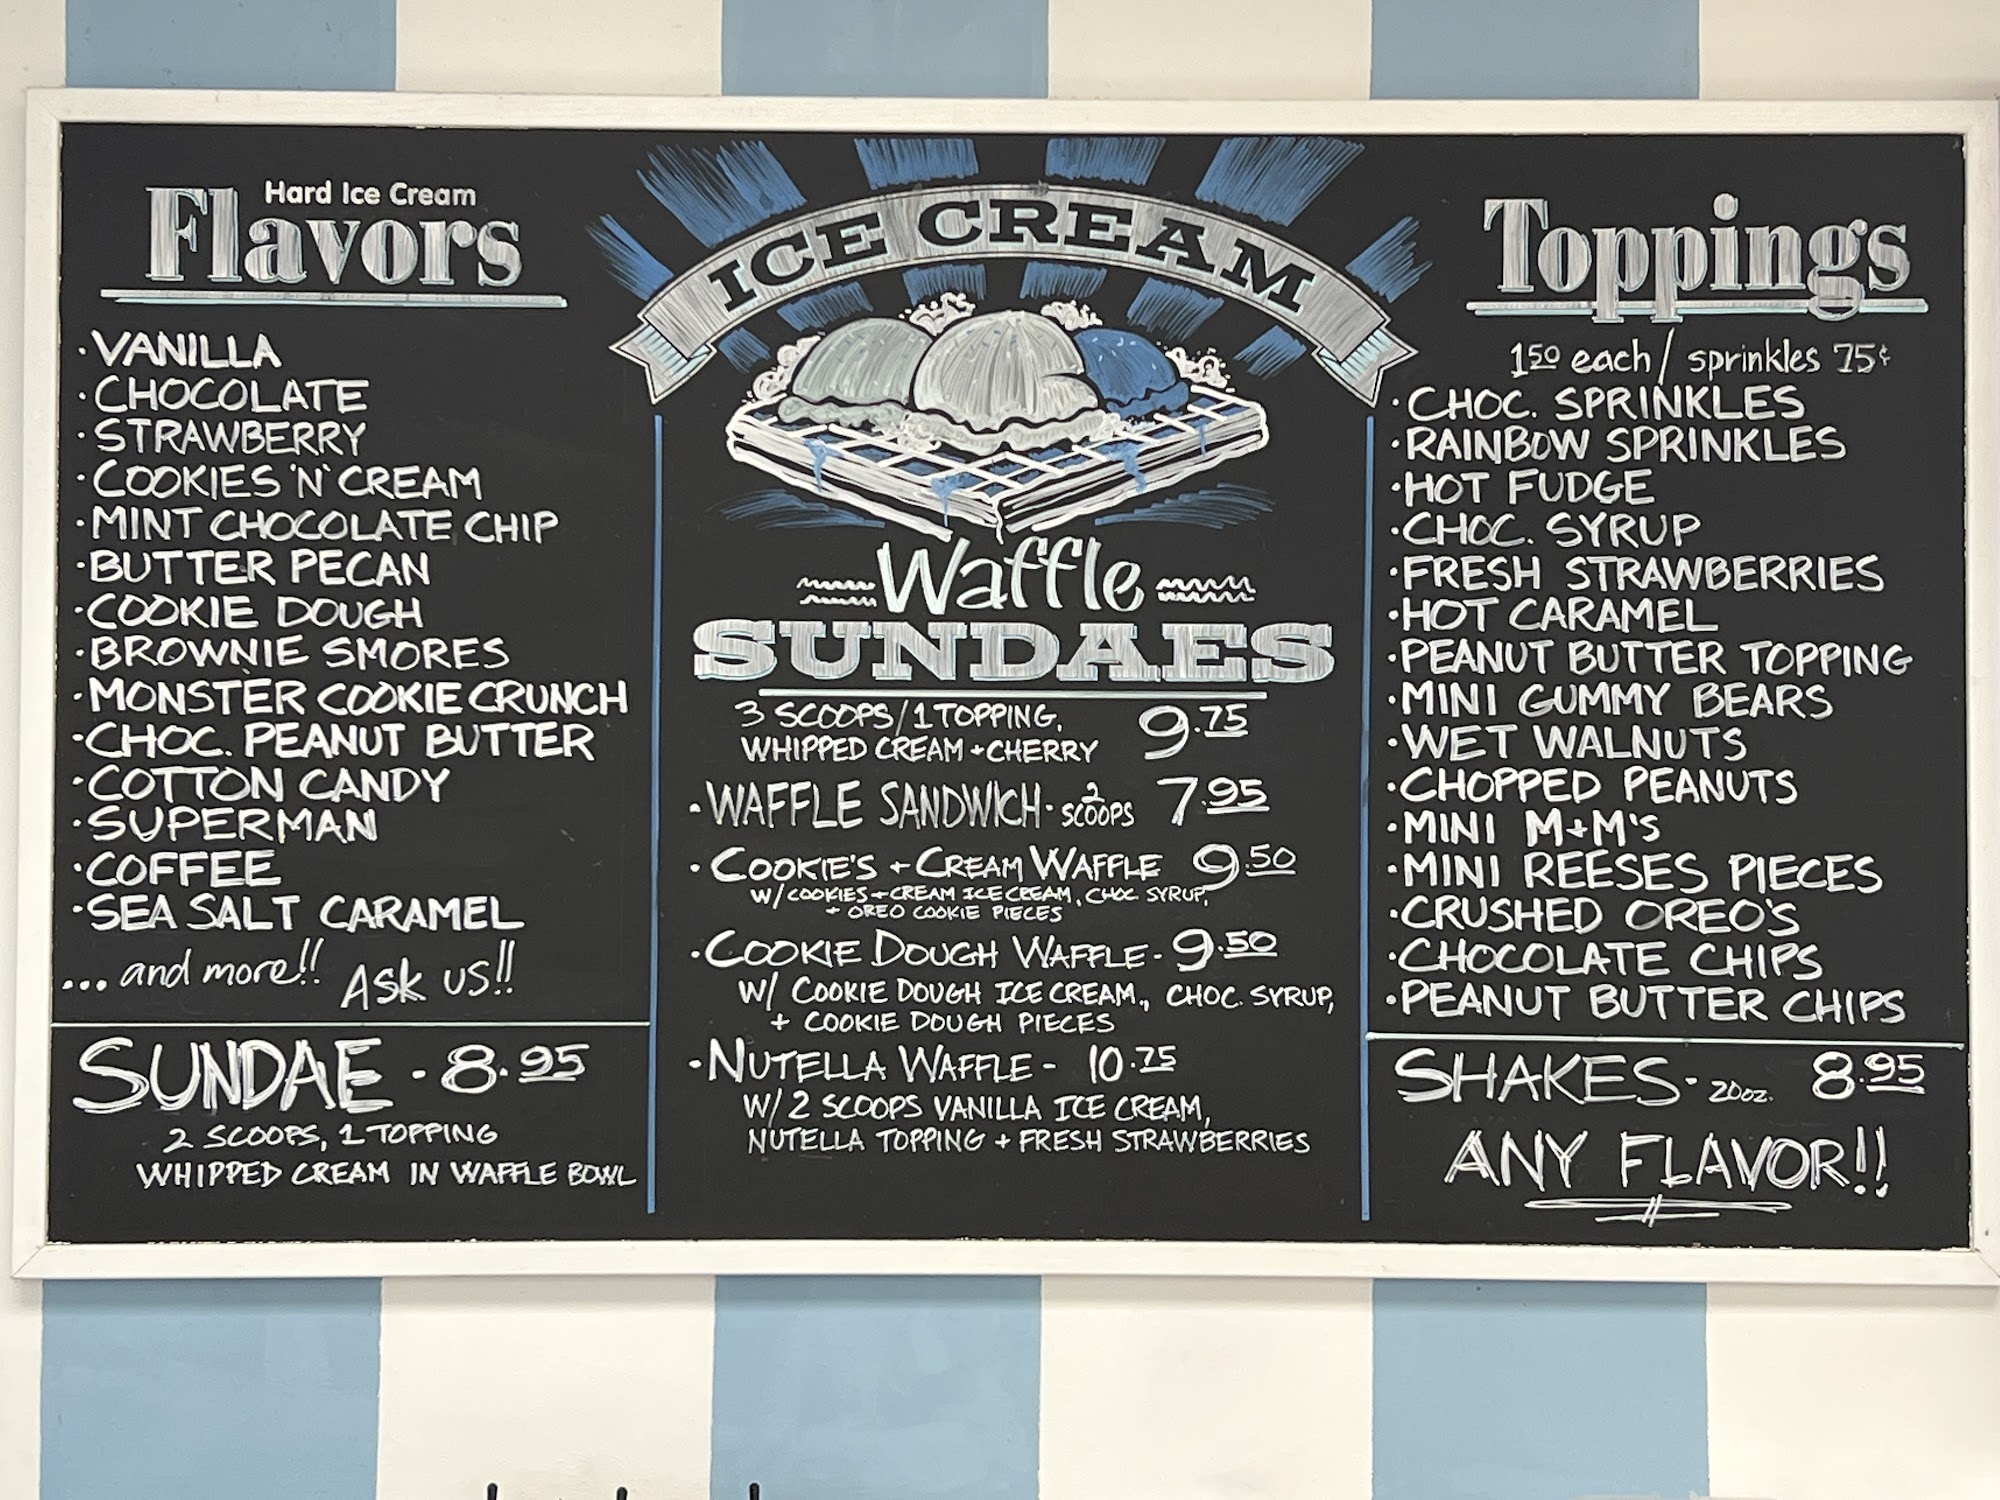 Hard Ice Cream
Flavors
·VANILLA
·CHOCOLATE
·STRAWBERRY
·COOKIES 'N' CREAM
·MINT CHOCOLATE CHIP
·BUTTER PECAN
·COOKIE DOUGH
·BROWNIE SMORES
·MONSTER COOKIE CRUNCH
·CHOC. PEANUT BUTTER
·COTTON CANDY
·SUPERMAN
·COFFEE
·SEA SALT CARAMEL
... and more!! Ask us!!
SUNDAE - 8.95
2 SCOOPS, 1 TOPPING
WHIPPED CREAM IN WAFFLE BOWL
ICE CREAM
Waffle
SUNDAES
3 SCOOPS/1 TOPPING, 9.75
WHIPPED CREAM + CHERRY
·WAFFLE SANDWICH - 2 SCOOPS 7.95
·COOKIE'S + CREAM WAFFLE 9.50
W/ COOKIES + CREAM ICE CREAM, CHOC SYRUP,
+ OREO COOKIE PIECES
·COOKIE DOUGH WAFFLE - 9.50
W/ COOKIE DOUGH ICE CREAM, CHOC. SYRUP,
+ COOKIE DOUGH PIECES
·NUTELLA WAFFLE - 10.75
W/ 2 SCOOPS VANILLA ICE CREAM,
NUTELLA TOPPING + FRESH STRAWBERRIES
Toppings
1.50 each / sprinkles 75¢
·CHOC. SPRINKLES
·RAINBOW SPRINKLES
·HOT FUDGE
·CHOC. SYRUP
·FRESH STRAWBERRIES
·HOT CARAMEL
·PEANUT BUTTER TOPPING
·MINI GUMMY BEARS
·WET WALNUTS
·CHOPPED PEANUTS
·MINI M+M'S
·MINI REESES PIECES
·CRUSHED OREO'S
·CHOCOLATE CHIPS
·PEANUT BUTTER CHIPS
SHAKES - 20oz. 8.95
ANY FLAVOR!!